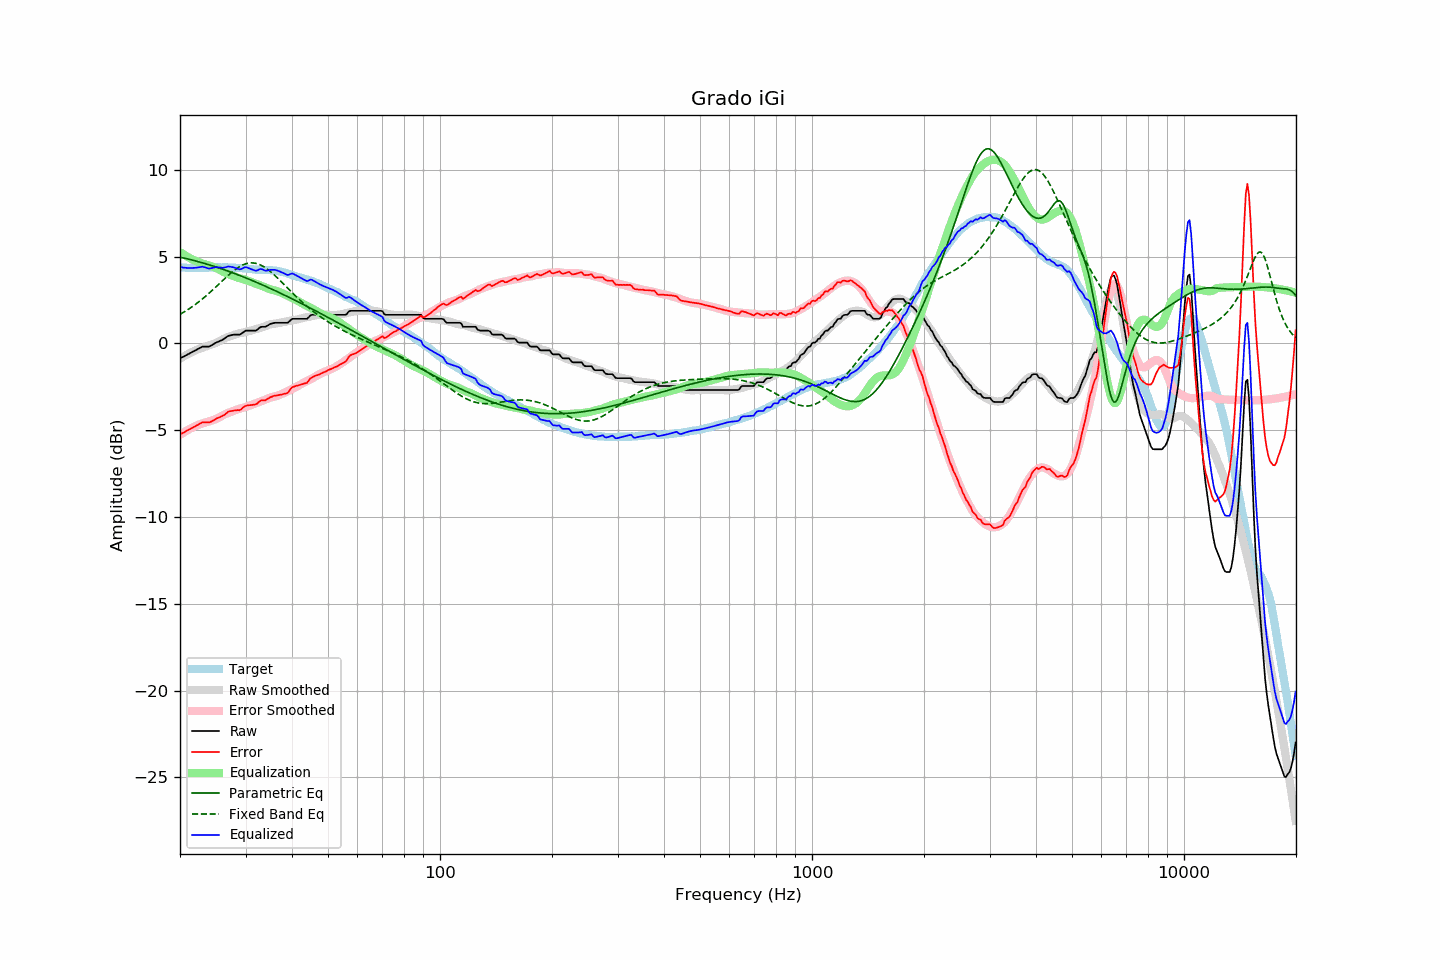 Grado iGi
10
5
0
−5
−10
−15
−20
−25
Amplitude (dBr)
Target
Raw Smoothed
Error Smoothed
Raw
Error
Equalization
Parametric Eq
Fixed Band Eq
Equalized
100
1000
10000
Frequency (Hz)